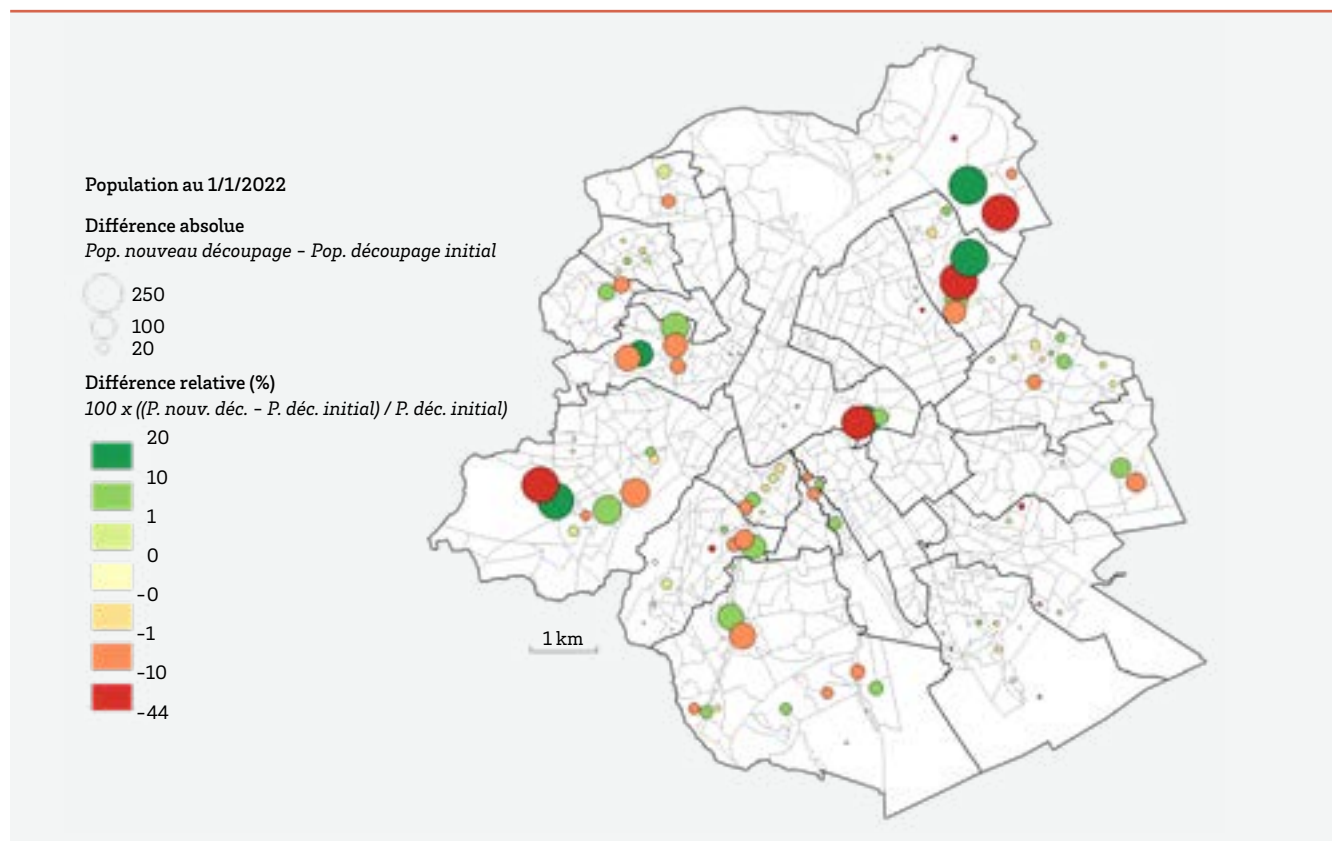 Population au 1/1/2022
Différence absolue
Pop. nouveau découpage – Pop. découpage initial
250
100
20
Différence relative (%)
100 x ((P. nouv. déc. – P. déc. initial) / P. déc. initial)
20
10
1
0
-0
-1
-10
-44
1 km